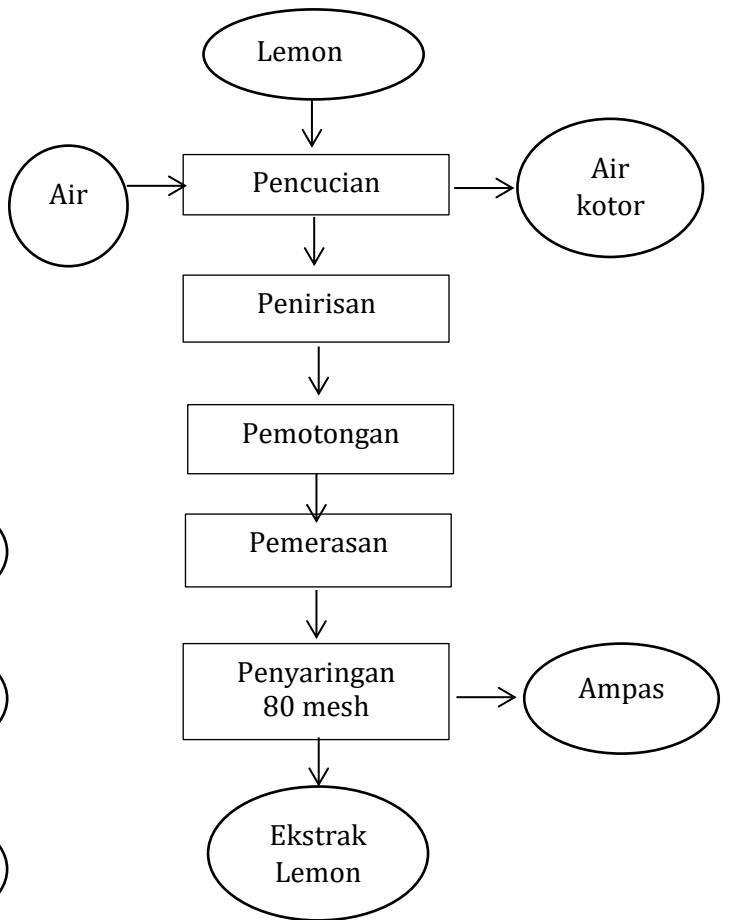 Lemon
Air
Pencucian
Air
kotor
Penirisan
Pemotongan
Pemerasan
Penyaringan
80 mesh
Ampas
Ekstrak
Lemon